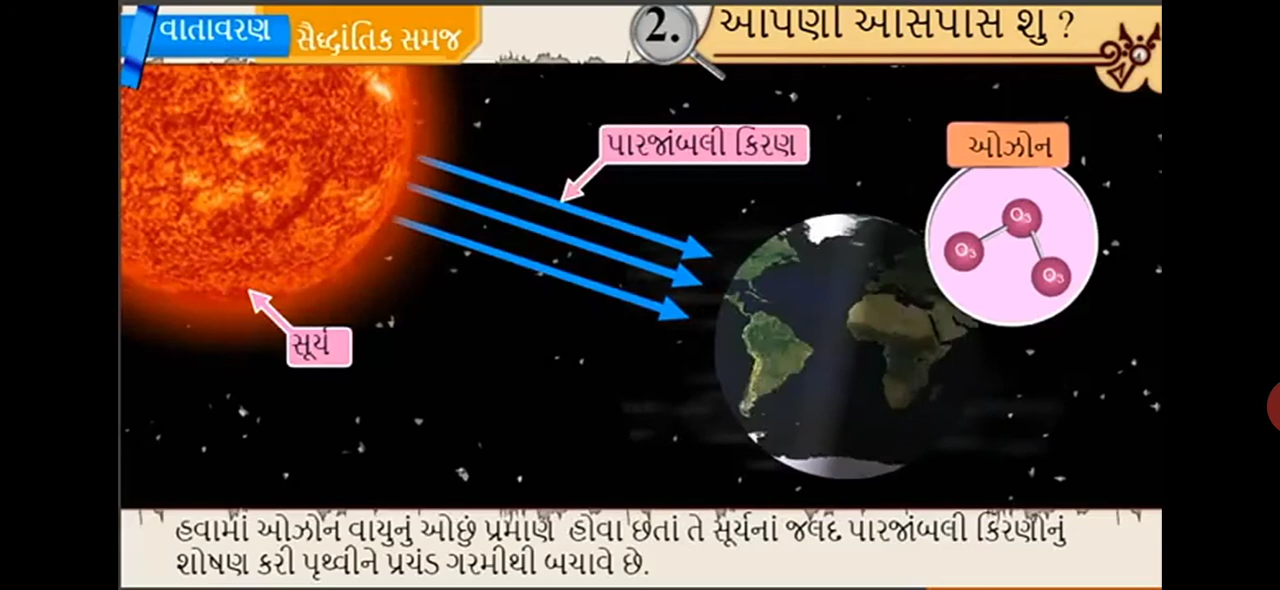 વાતાવરણ
સૈદ્ધાંતિક સમજ
2.
આપણી આસપાસ શું ?
પારજાંબલી કિરણ
ઓઝોન
O3
O3
O3
સૂર્ય
હવામાં ઓઝોન વાયુનું ઓછું પ્રમાણ હોવા છતાં તે સૂર્યનાં જલદ પારજાંબલી કિરણોનું
શોષણ કરી પૃથ્વીને પ્રચંડ ગરમીથી બચાવે છે.